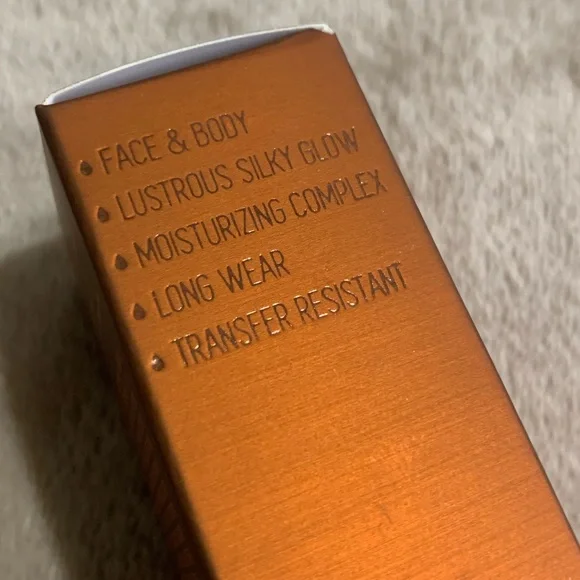 FACE & BODY
LUSTROUS SILKY GLOW
MOISTURIZING COMPLEX
LONG WEAR
TRANSFER RESISTANT